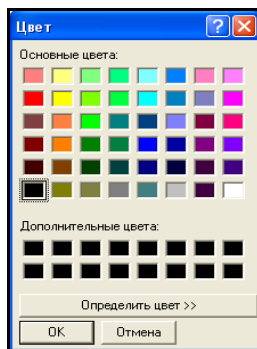 Цвет
Основные цвета:
Дополнительные цвета:
Определить цвет >>
OK
Отмена